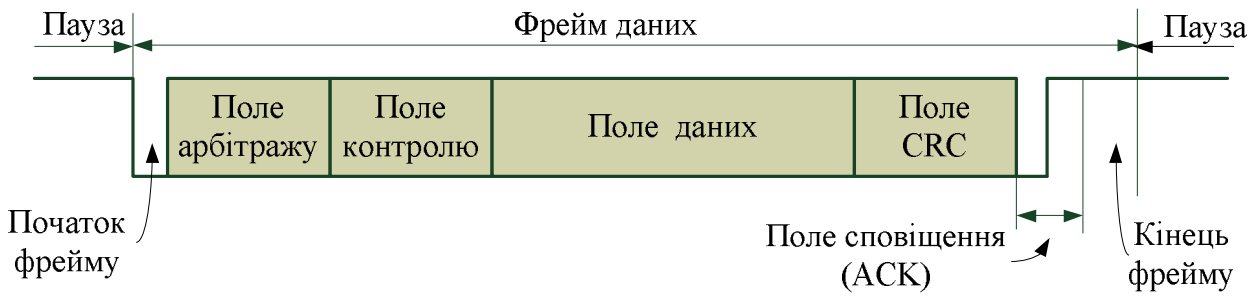 Пауза
Фрейм даних
Пауза
Поле
арбітражу
Поле
контролю
Поле даних
Поле
CRC
Початок
фрейму
Поле сповіщення
(ACK)
Кінець
фрейму